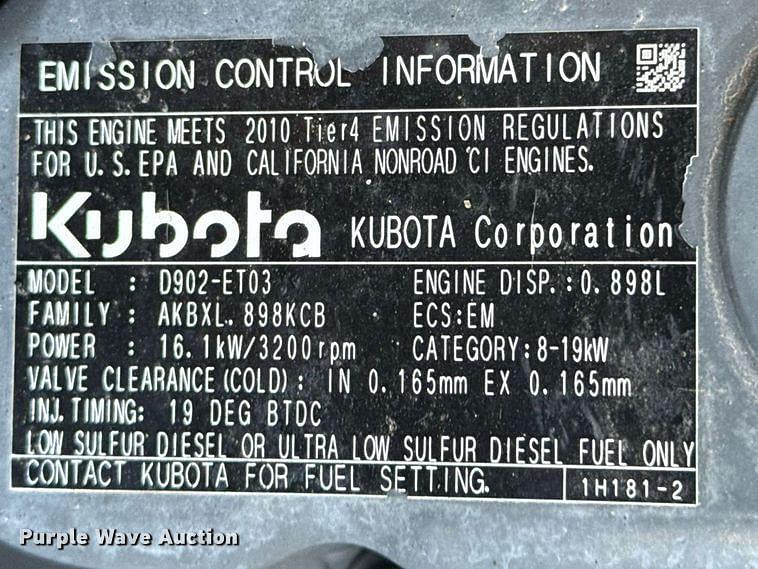 EMISSION CONTROL INFORMATION
THIS ENGINE MEETS 2010 Tier4 EMISSION REGULATIONS
FOR U.S.EPA AND CALIFORNIA NONROAD CI ENGINES.
Kubota KUBOTA Corporation
MODEL : D902-ET03 ENGINE DISP.:0.898L
FAMILY : AKBXL.898KCB ECS:EM
POWER : 16.1kW/3200rpm CATEGORY:8-19kW
VALVE CLEARANCE(COLD): IN 0.165mm EX 0.165mm
INJ.TIMING: 19 DEG BTDC
LOW SULFUR DIESEL OR ULTRA LOW SULFUR DIESEL FUEL ONLY
CONTACT KUBOTA FOR FUEL SETTING. 1H181-2
Purple Wave Auction